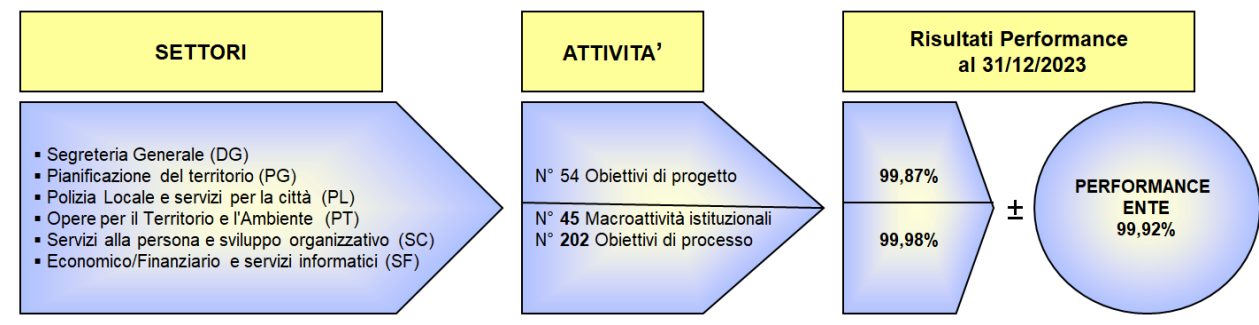 SETTORI
▪ Segreteria Generale (DG)
▪ Pianificazione del territorio (PG)
▪ Polizia Locale e servizi per la città (PL)
▪ Opere per il Territorio e l'Ambiente (PT)
▪ Servizi alla persona e sviluppo organizzativo (SC)
▪ Economico/Finanziario e servizi informatici (SF)
ATTIVITA’
N° 54 Obiettivi di progetto
N° 45 Macroattività istituzionali
N° 202 Obiettivi di processo
Risultati Performance
al 31/12/2023
99,87%
99,98%
±
PERFORMANCE
ENTE
99,92%